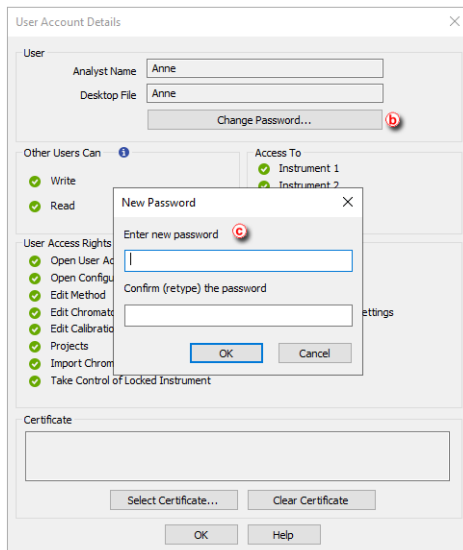 User Account Details
User
Analyst Name Anne
Desktop File Anne
Change Password... b
Other Users Can
Write
Read
Access To
Instrument 1
Instrument 2
New Password
Enter new password c
Confirm (retype) the password
OK Cancel
User Access Rights
Open User Ac
Open Configu
Edit Method
Edit Chromato
ettings
Edit Calibratio
Projects
Import Chrom
Take Control of Locked Instrument
Certificate
Select Certificate... Clear Certificate
OK Help